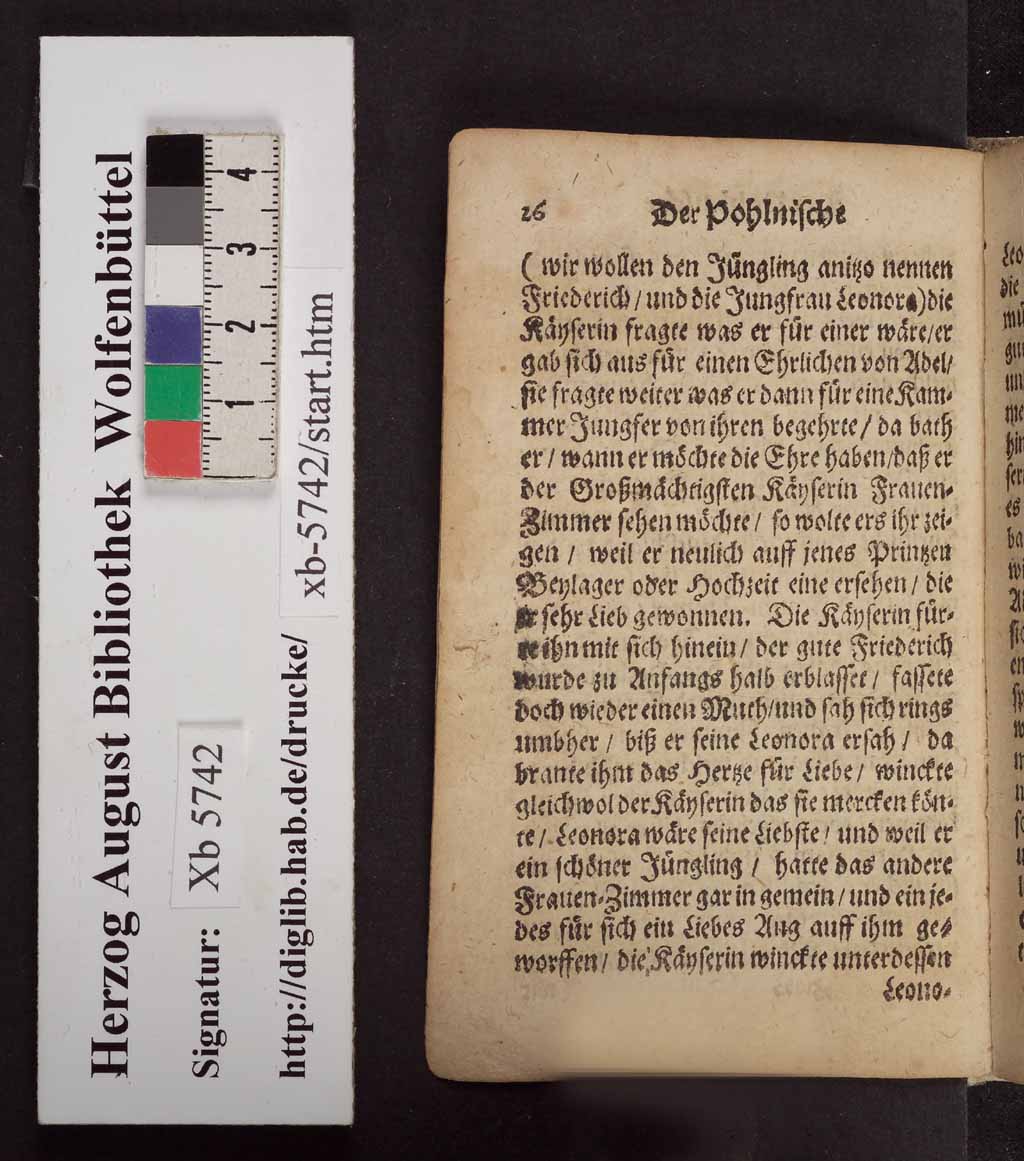 Herzog August Bibliothek Wolfenbüttel
Signatur: Xb 5742
http://diglib.hab.de/drucke/ xb-5742/start.htm
1 2 3 4
26 Der Pohlnische
( wir wollen den Jüngling anitzo nennen
Friederich / und die Jungfrau Leonora) die
Käyserin fragte was er für einer wäre / er
gab sich aus für einen Ehrlichen von Adel /
sie fragte weiter was er dann für eine Kam-
mer Jungfer von ihren begehrte / da bath
er / wann er möchte die Ehre haben / daß er
der Großmächtigsten Käyserin Frauen-
Zimmer sehen möchte / so wolte ers ihr zei-
gen / weil er neulich auff jenes Printzen
Beylager oder Hochzeit eine ersehen / die
er sehr Lieb gewonnen. Die Käyserin für-
te ihn mit sich hinein / der gute Friederich
wurde zu Anfangs halb erblasset / fassete
doch wieder einen Muth / und sah sich rings
umbher / biß er seine Leonora ersah / da
brante ihm das Hertze für Liebe / winckte
gleichwol der Käyserin das sie mercken kön-
te / Leonora wäre seine Liebste / und weil er
ein schöner Jüngling / hatte das andere
Frauen-Zimmer gar in gemein / und ein je-
des für sich ein Liebes Aug auff ihm ge-
worffen / die Käyserin winckte unterdessen
Leono-